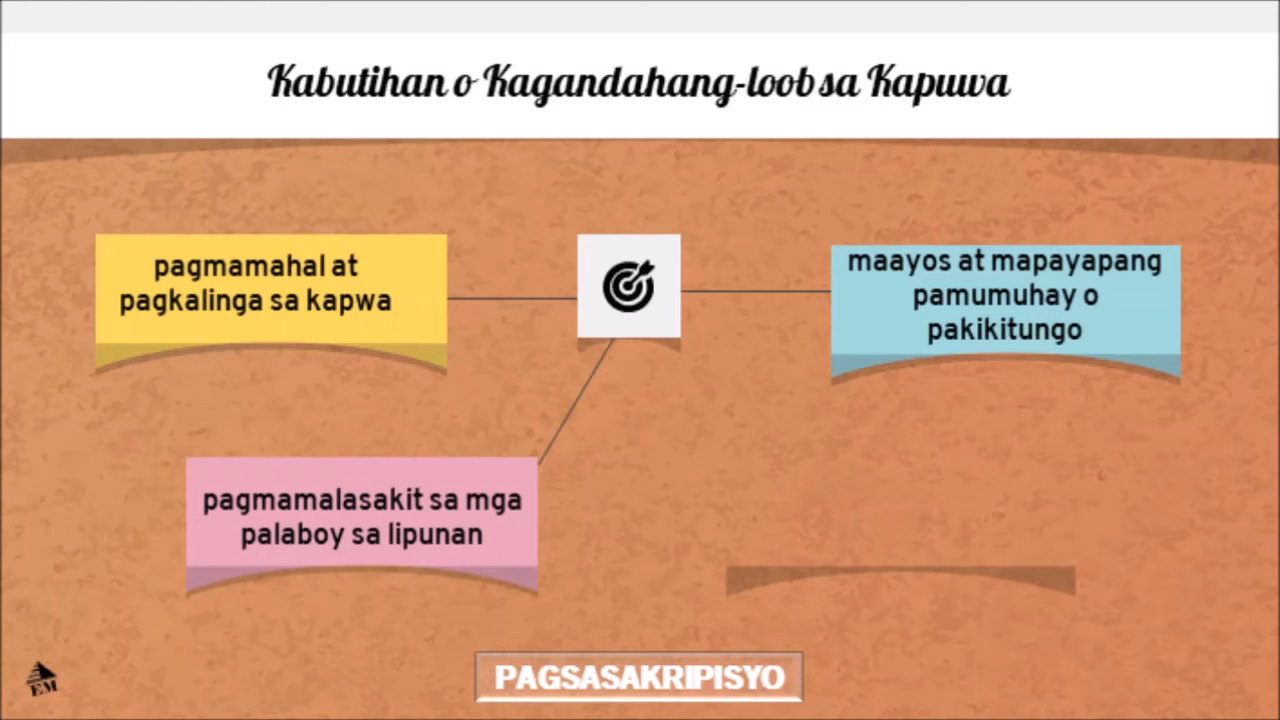 Kabutihan o Kagandahang-loob sa Kapuwa
pagmamahal at
pagkalinga sa kapwa
maayos at mapayapang
pamumuhay o
pakikitungo
pagmamalasakit sa mga
palaboy sa lipunan
PAGSASAKRIPISYO
EM